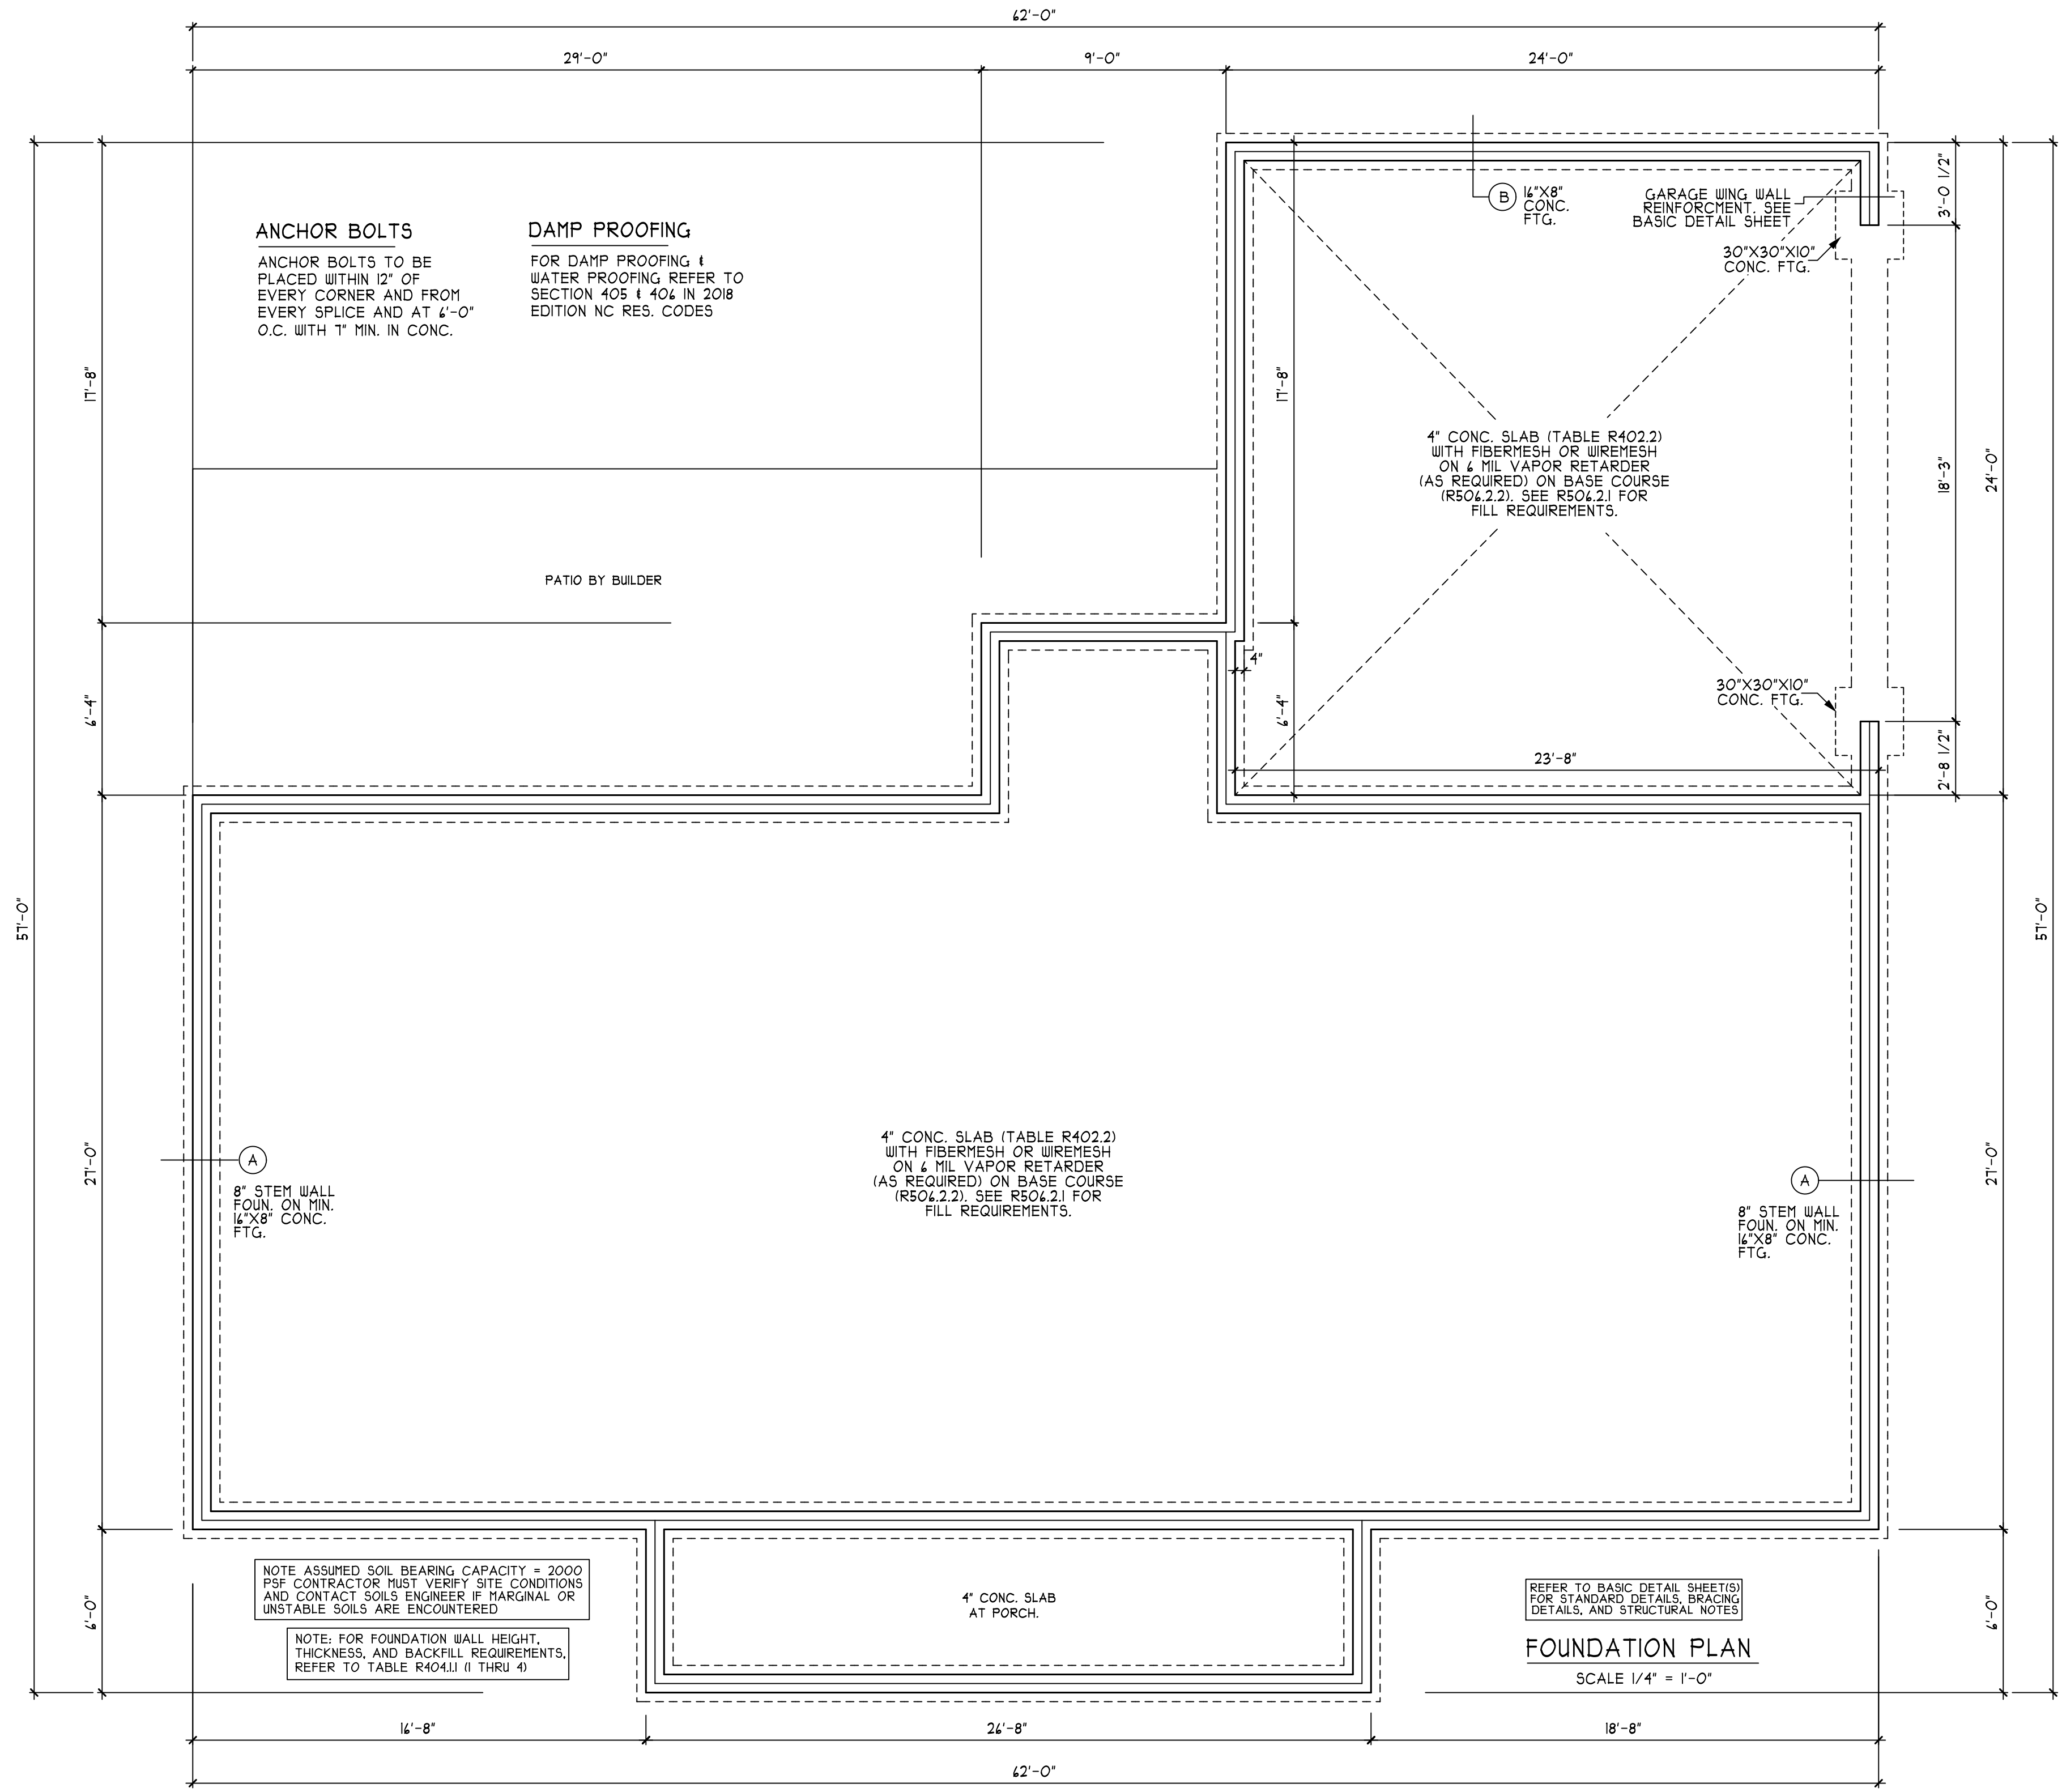 62'-0"
29'-0"
9'-0"
24'-0"
ANCHOR BOLTS
ANCHOR BOLTS TO BE
PLACED WITHIN 12" OF
EVERY CORNER AND FROM
EVERY SPLICE AND AT 6'-0"
O.C. WITH 7" MIN. IN CONC.
DAMP PROOFING
FOR DAMP PROOFING &
WATER PROOFING REFER TO
SECTION 405 & 406 IN 2018
EDITION NC RES. CODES
B
16"X8"
CONC.
FTG.
GARAGE WING WALL
REINFORCMENT. SEE
BASIC DETAIL SHEET
30"X30"X10"
CONC. FTG.
3'-0 1/2"
17'-8"
17'-8"
4" CONC. SLAB (TABLE R402.2)
WITH FIBERMESH OR WIREMESH
ON 6 MIL VAPOR RETARDER
(AS REQUIRED) ON BASE COURSE
(R506.2.2). SEE R506.2.1 FOR
FILL REQUIREMENTS.
18'-3"
24'-0"
PATIO BY BUILDER
4"
6'-4"
6'-4"
30"X30"X10"
CONC. FTG.
23'-8"
2'-8 1/2"
57'-0"
57'-0"
27'-0"
A
8" STEM WALL
FOUN. ON MIN.
16"X8" CONC.
FTG.
4" CONC. SLAB (TABLE R402.2)
WITH FIBERMESH OR WIREMESH
ON 6 MIL VAPOR RETARDER
(AS REQUIRED) ON BASE COURSE
(R506.2.2). SEE R506.2.1 FOR
FILL REQUIREMENTS.
A
8" STEM WALL
FOUN. ON MIN.
16"X8" CONC.
FTG.
27'-0"
6'-0"
NOTE ASSUMED SOIL BEARING CAPACITY = 2000
PSF CONTRACTOR MUST VERIFY SITE CONDITIONS
AND CONTACT SOILS ENGINEER IF MARGINAL OR
UNSTABLE SOILS ARE ENCOUNTERED
NOTE: FOR FOUNDATION WALL HEIGHT,
THICKNESS, AND BACKFILL REQUIREMENTS,
REFER TO TABLE R404.1.1 (1 THRU 4)
4" CONC. SLAB
AT PORCH.
REFER TO BASIC DETAIL SHEET(S)
FOR STANDARD DETAILS, BRACING
DETAILS, AND STRUCTURAL NOTES
FOUNDATION PLAN
SCALE 1/4" = 1'-0"
6'-0"
16'-8"
26'-8"
18'-8"
62'-0"